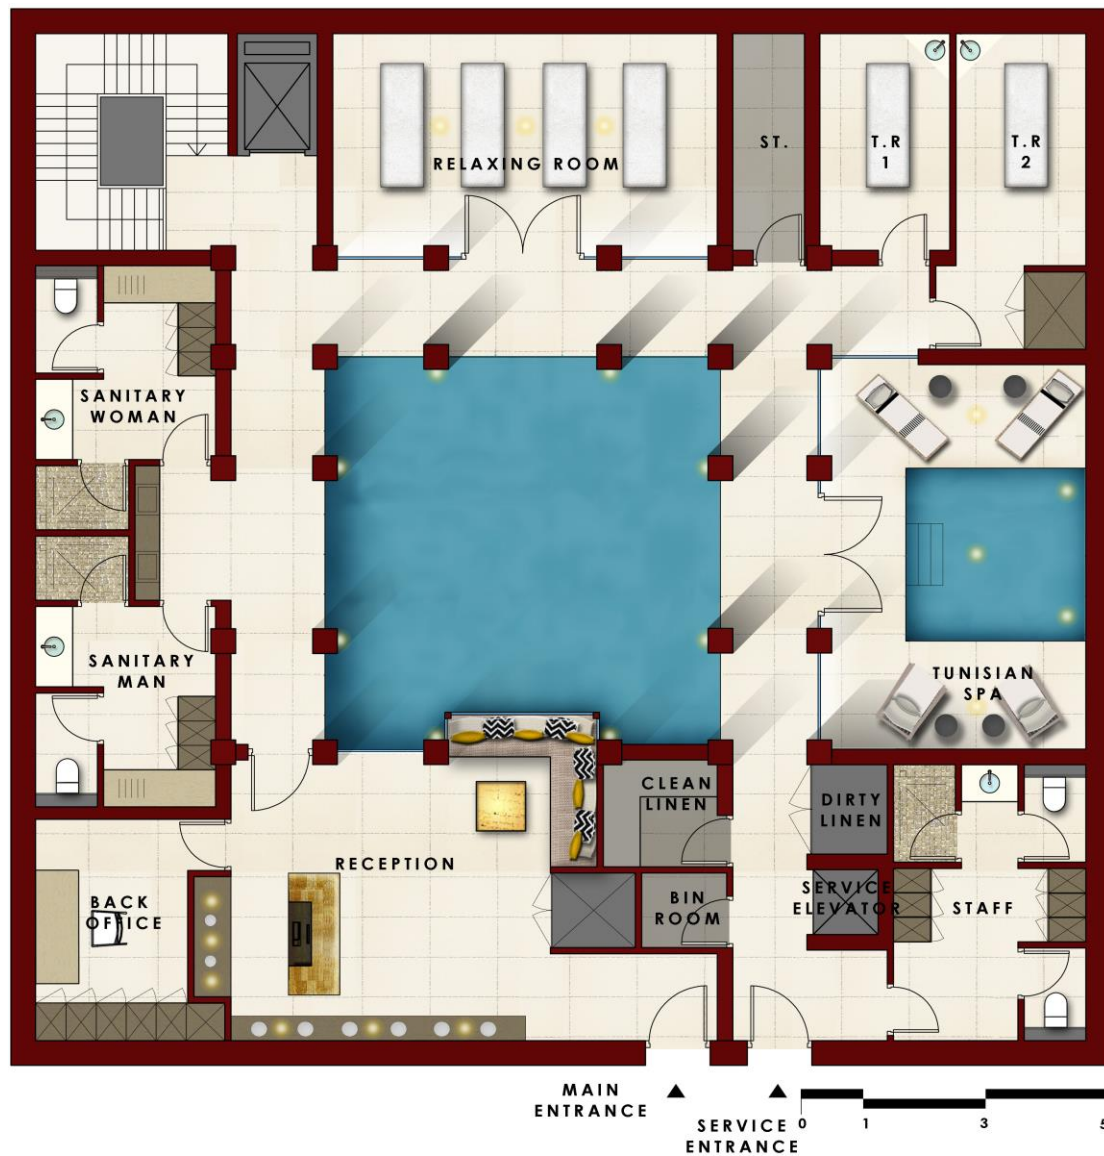 RELAXING ROOM
ST.
T.R
1
T.R
2
SANITARY
WOMAN
SANITARY
MAN
TUNISIAN
SPA
CLEAN
LINEN
DIRTY
LINEN
RECEPTION
BACK
OFFICE
BIN
ROOM
SERVICE
ELEVATOR
STAFF
MAIN
ENTRANCE
SERVICE
ENTRANCE
0 1 3 5